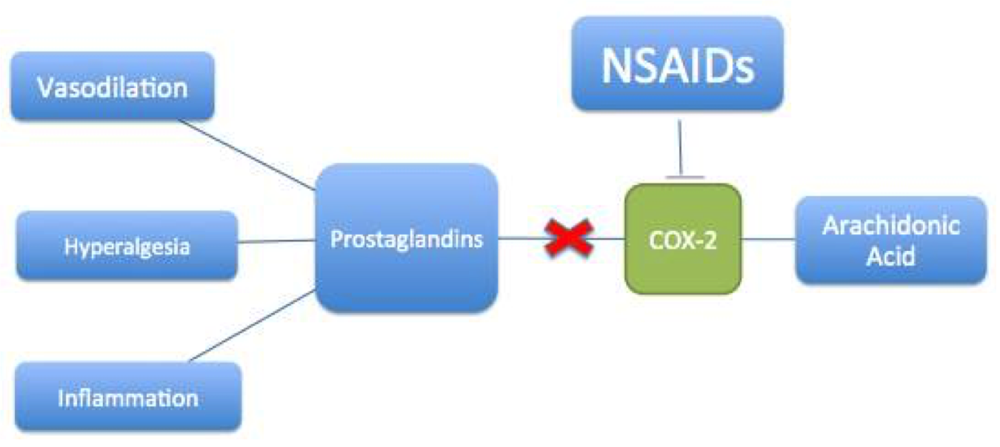 NSAIDs
Vasodilation
Hyperalgesia
Prostaglandins
COX-2
Arachidonic
Acid
Inflammation